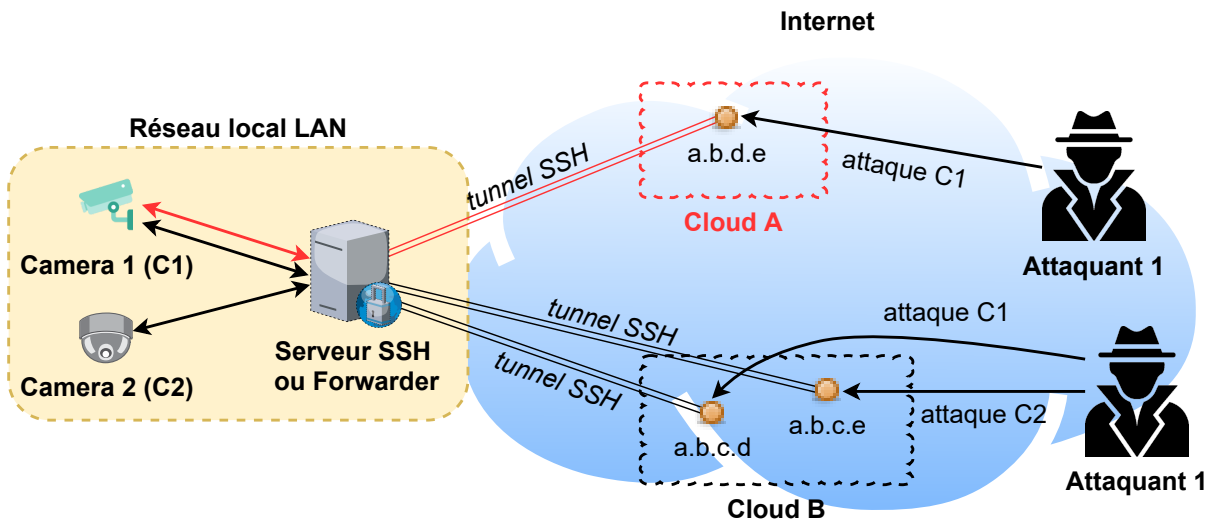 Internet
Réseau local LAN
tunnel SSH
a.b.d.e
attaque C1
Cloud A
Camera 1 (C1)
Attaquant 1
attaque C1
tunnel SSH
tunnel SSH
Serveur SSH
ou Forwarder
Camera 2 (C2)
a.b.c.e
attaque C2
a.b.c.d
Attaquant 1
Cloud B